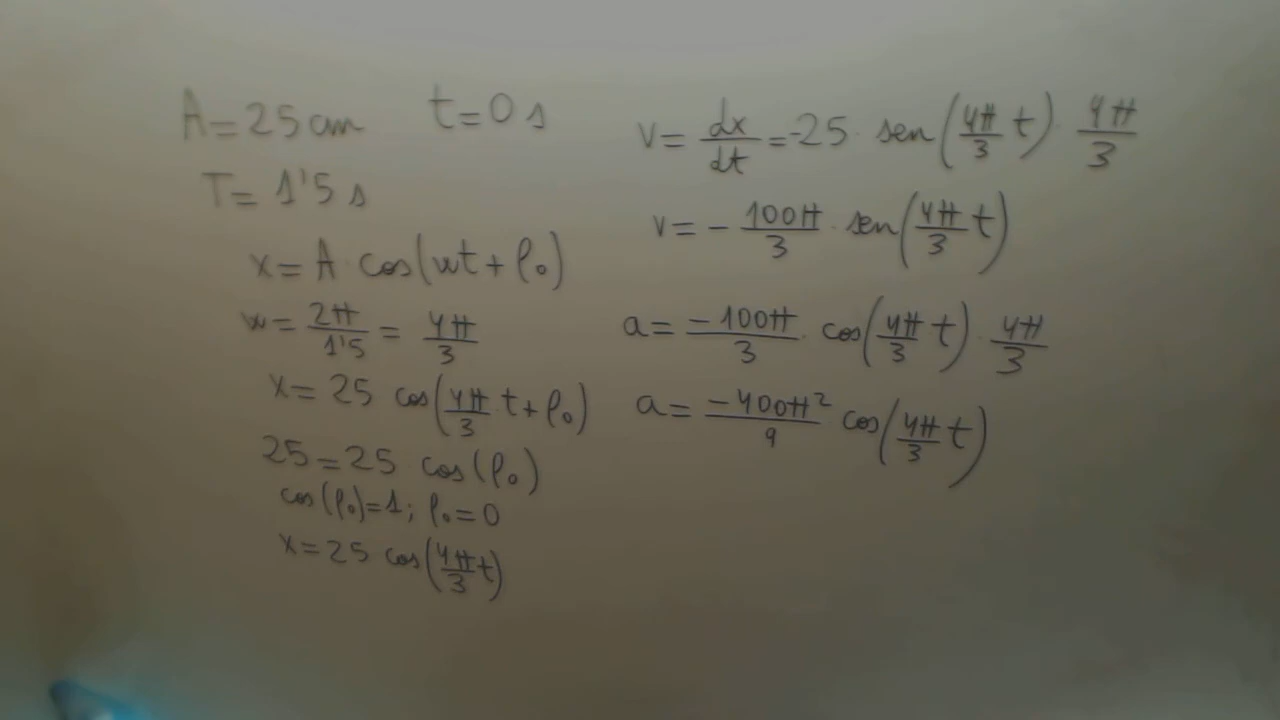 A = 25 cm    t = 0 s
T = 1'5 s
x = A · cos(wt + φ₀)
w = 2π/1'5 = 4π/3
x = 25 cos(4π/3 · t + φ₀)
25 = 25 cos(φ₀)
cos(φ₀) = 1; φ₀ = 0
x = 25 cos(4π/3 t)
v = dx/dt = -25 · sen(4π/3 t) · 4π/3
v = - 100π/3 · sen(4π/3 t)
a = -100π/3 · cos(4π/3 t) · 4π/3
a = -400π²/9 cos(4π/3 t)